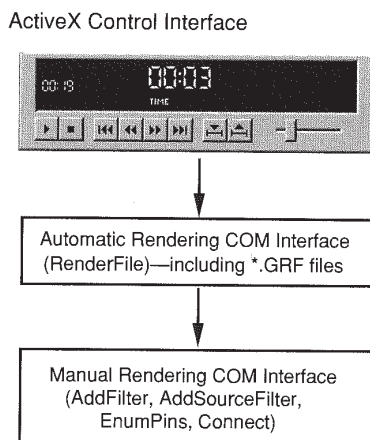 ActiveX Control Interface
00:19
00:03
TIME
Automatic Rendering COM Interface
(RenderFile)—including *.GRF files
Manual Rendering COM Interface
(AddFilter, AddSourceFilter,
EnumPins, Connect)